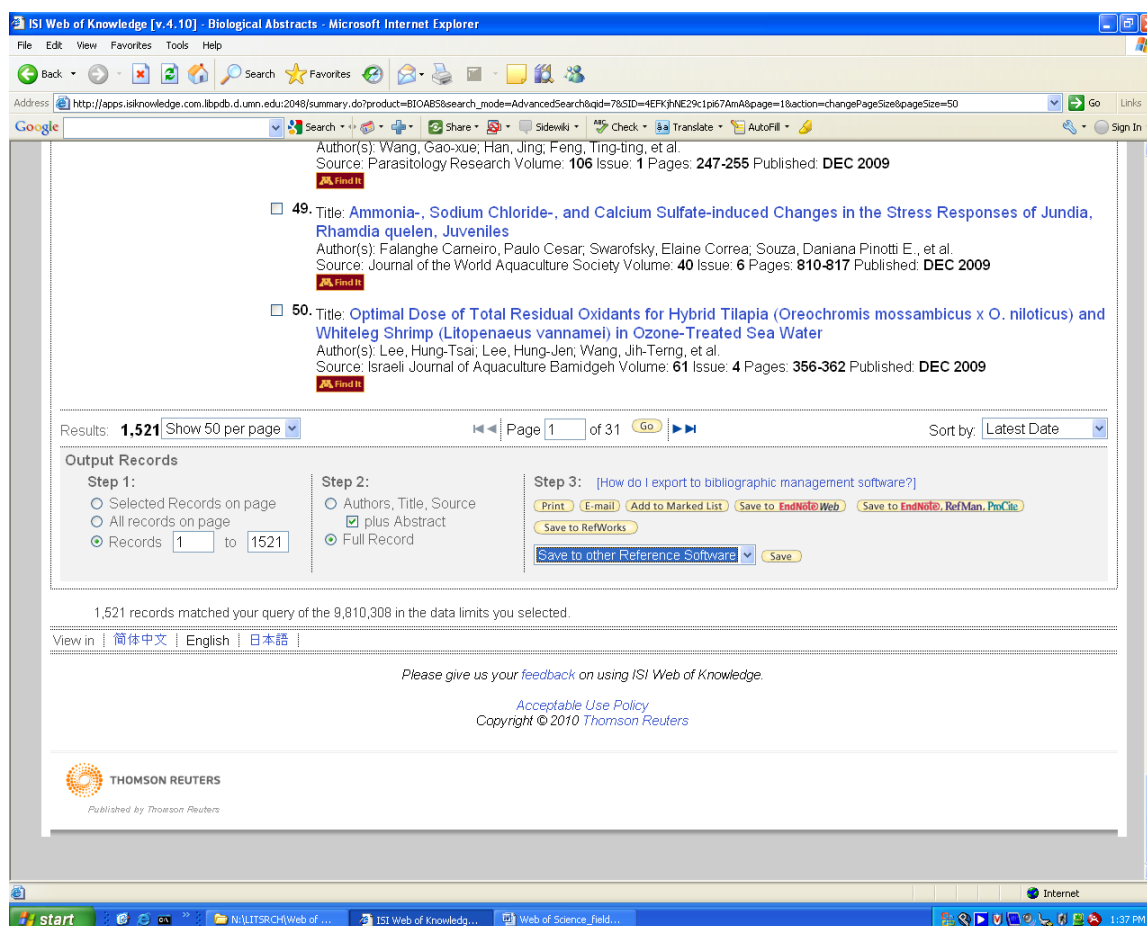 ISI Web of Knowledge [v.4.10] - Biological Abstracts - Microsoft Internet Explorer
File Edit View Favorites Tools Help
Back Search Favorites
Address http://apps.isiknowledge.com.libpdb.d.umn.edu:2048/summary.do?product=BIOABS&search_mode=AdvancedSearch&qid=7&SID=4EFKjhNE29c1pi67AmA&page=1&action=changePageSize&pageSize=50 Go Links
Google Search Share Sidewiki Check Translate AutoFill Sign In
Author(s): Wang, Gao-xue; Han, Jing; Feng, Ting-ting, et al.
Source: Parasitology Research Volume: 106 Issue: 1 Pages: 247-255 Published: DEC 2009
M Find It
49. Title: Ammonia-, Sodium Chloride-, and Calcium Sulfate-induced Changes in the Stress Responses of Jundia,
Rhamdia quelen, Juveniles
Author(s): Falanghe Carneiro, Paulo Cesar; Swarofsky, Elaine Correa; Souza, Daniana Pinotti E., et al.
Source: Journal of the World Aquaculture Society Volume: 40 Issue: 6 Pages: 810-817 Published: DEC 2009
M Find It
50. Title: Optimal Dose of Total Residual Oxidants for Hybrid Tilapia (Oreochromis mossambicus x O. niloticus) and
Whiteleg Shrimp (Litopenaeus vannamei) in Ozone-Treated Sea Water
Author(s): Lee, Hung-Tsai; Lee, Hung-Jen; Wang, Jih-Terng, et al.
Source: Israeli Journal of Aquaculture Bamidgeh Volume: 61 Issue: 4 Pages: 356-362 Published: DEC 2009
M Find It
Results: 1,521 Show 50 per page Page 1 of 31 Go Sort by: Latest Date
Output Records
Step 1: Step 2: Step 3: [How do I export to bibliographic management software?]
Selected Records on page Authors, Title, Source Print E-mail Add to Marked List Save to EndNote Web Save to EndNote, RefMan, ProCite
All records on page plus Abstract Save to RefWorks
Records 1 to 1521 Full Record
Save to other Reference Software Save
1,521 records matched your query of the 9,810,308 in the data limits you selected.
View in 简体中文 English 日本語
Please give us your feedback on using ISI Web of Knowledge.
Acceptable Use Policy
Copyright © 2010 Thomson Reuters
THOMSON REUTERS
Published by Thomson Reuters
Internet
start N:\LITSRCH\Web of ... ISI Web of Knowledg... Web of Science_field... 1:37 PM